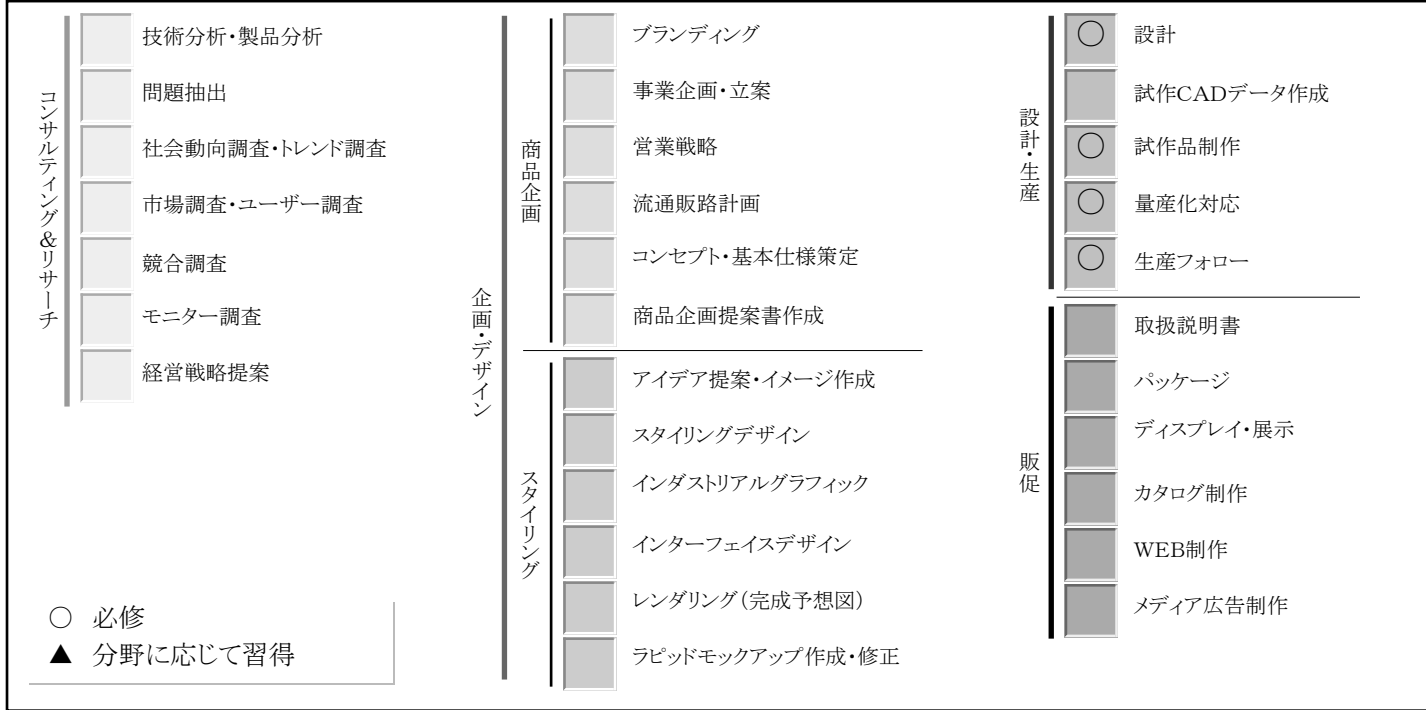 コンサルティング&リサーチ
技術分析・製品分析
問題抽出
社会動向調査・トレンド調査
市場調査・ユーザー調査
競合調査
モニター調査
経営戦略提案
企画・デザイン
商品企画
ブランディング
事業企画・立案
営業戦略
流通販路計画
コンセプト・基本仕様策定
商品企画提案書作成
スタイリング
アイデア提案・イメージ作成
スタイリングデザイン
インダストリアルグラフィック
インターフェイスデザイン
レンダリング(完成予想図)
ラピッドモックアップ作成・修正
設計・生産
○ 設計
試作CADデータ作成
○ 試作品制作
○ 量産化対応
○ 生産フォロー
販促
取扱説明書
パッケージ
ディスプレイ・展示
カタログ制作
WEB制作
メディア広告制作
○ 必修
▲ 分野に応じて習得